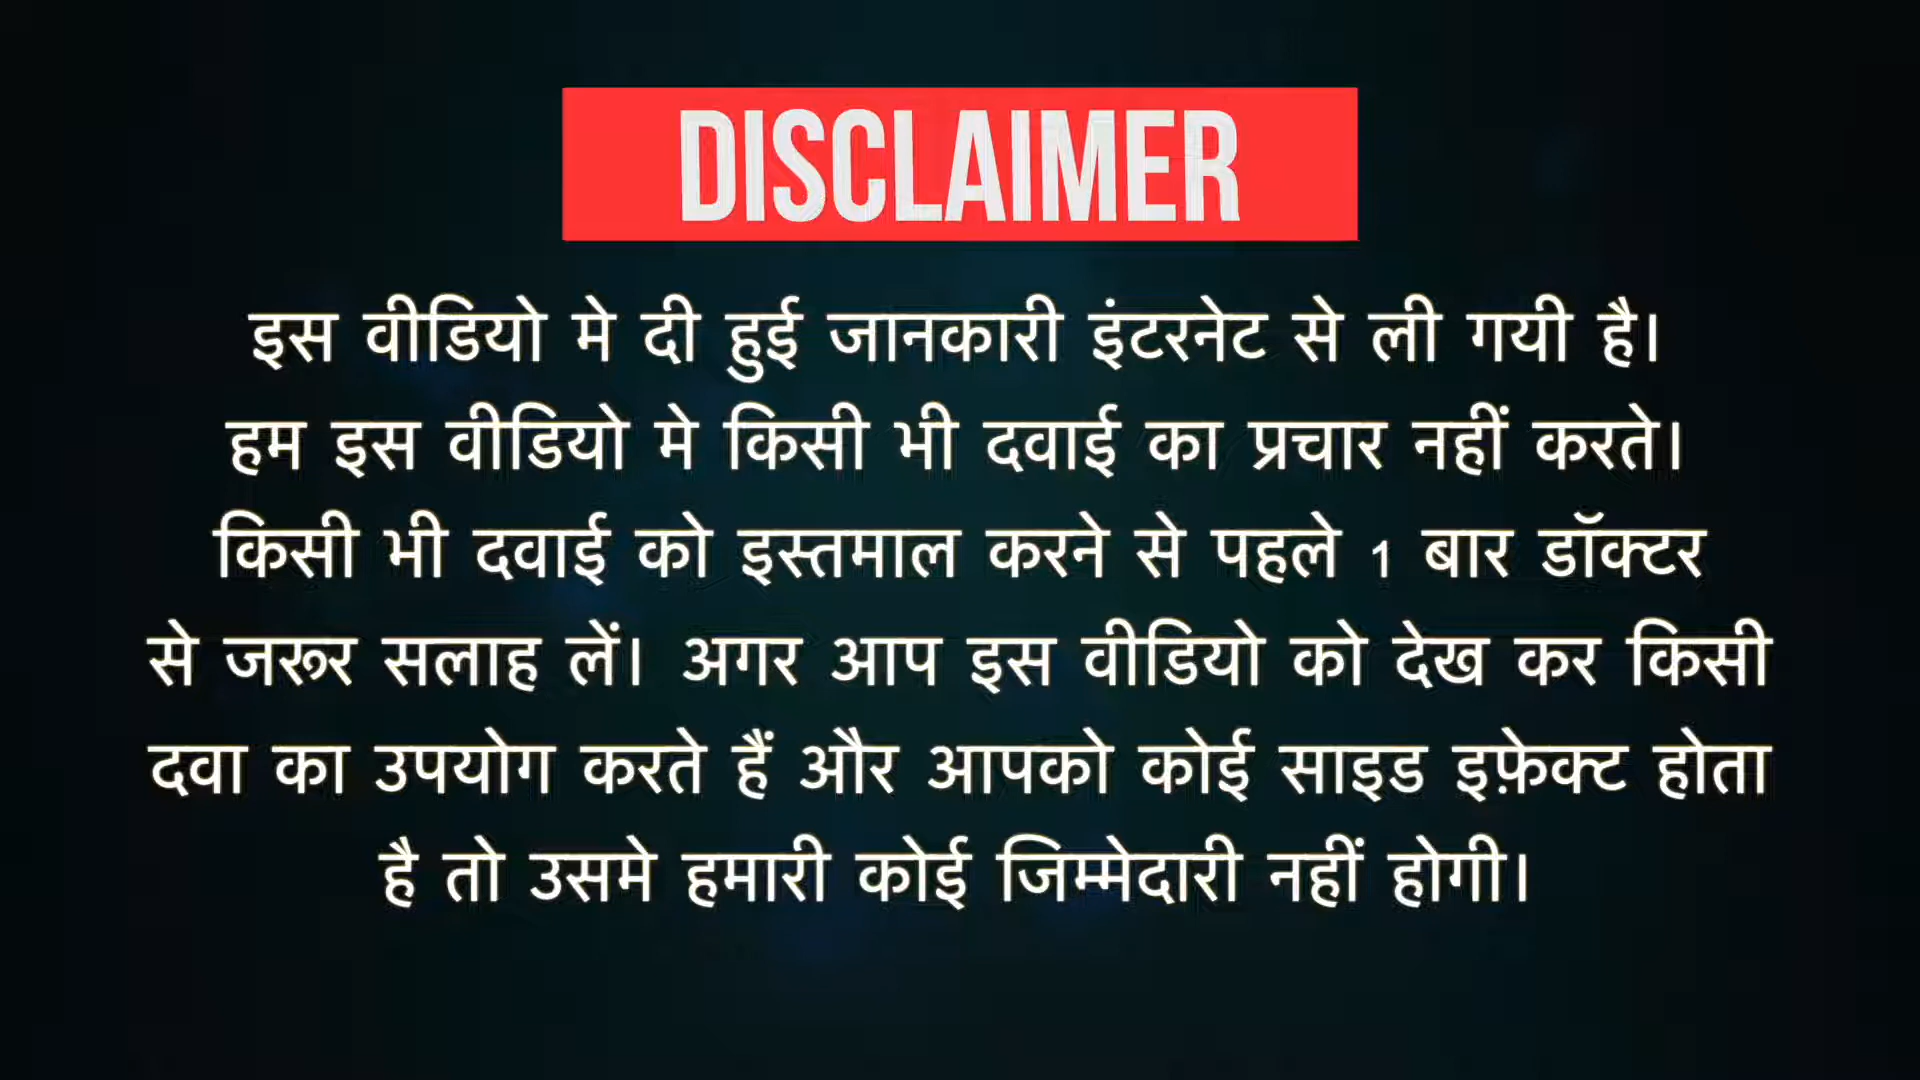 DISCLAIMER
इस वीडियो मे दी हुई जानकारी इंटरनेट से ली गयी है।
हम इस वीडियो मे किसी भी दवाई का प्रचार नहीं करते।
किसी भी दवाई को इस्तमाल करने से पहले 1 बार डॉक्टर
से जरूर सलाह लें। अगर आप इस वीडियो को देख कर किसी
दवा का उपयोग करते हैं और आपको कोई साइड इफ़ेक्ट होता
है तो उसमे हमारी कोई जिम्मेदारी नहीं होगी।